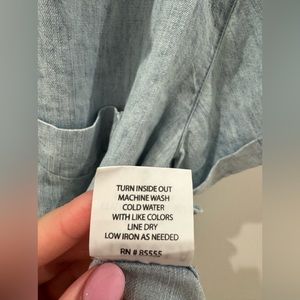 TURN INSIDE OUT
MACHINE WASH
COLD WATER
WITH LIKE COLORS
LINE DRY
LOW IRON AS NEEDED
RN # 85555